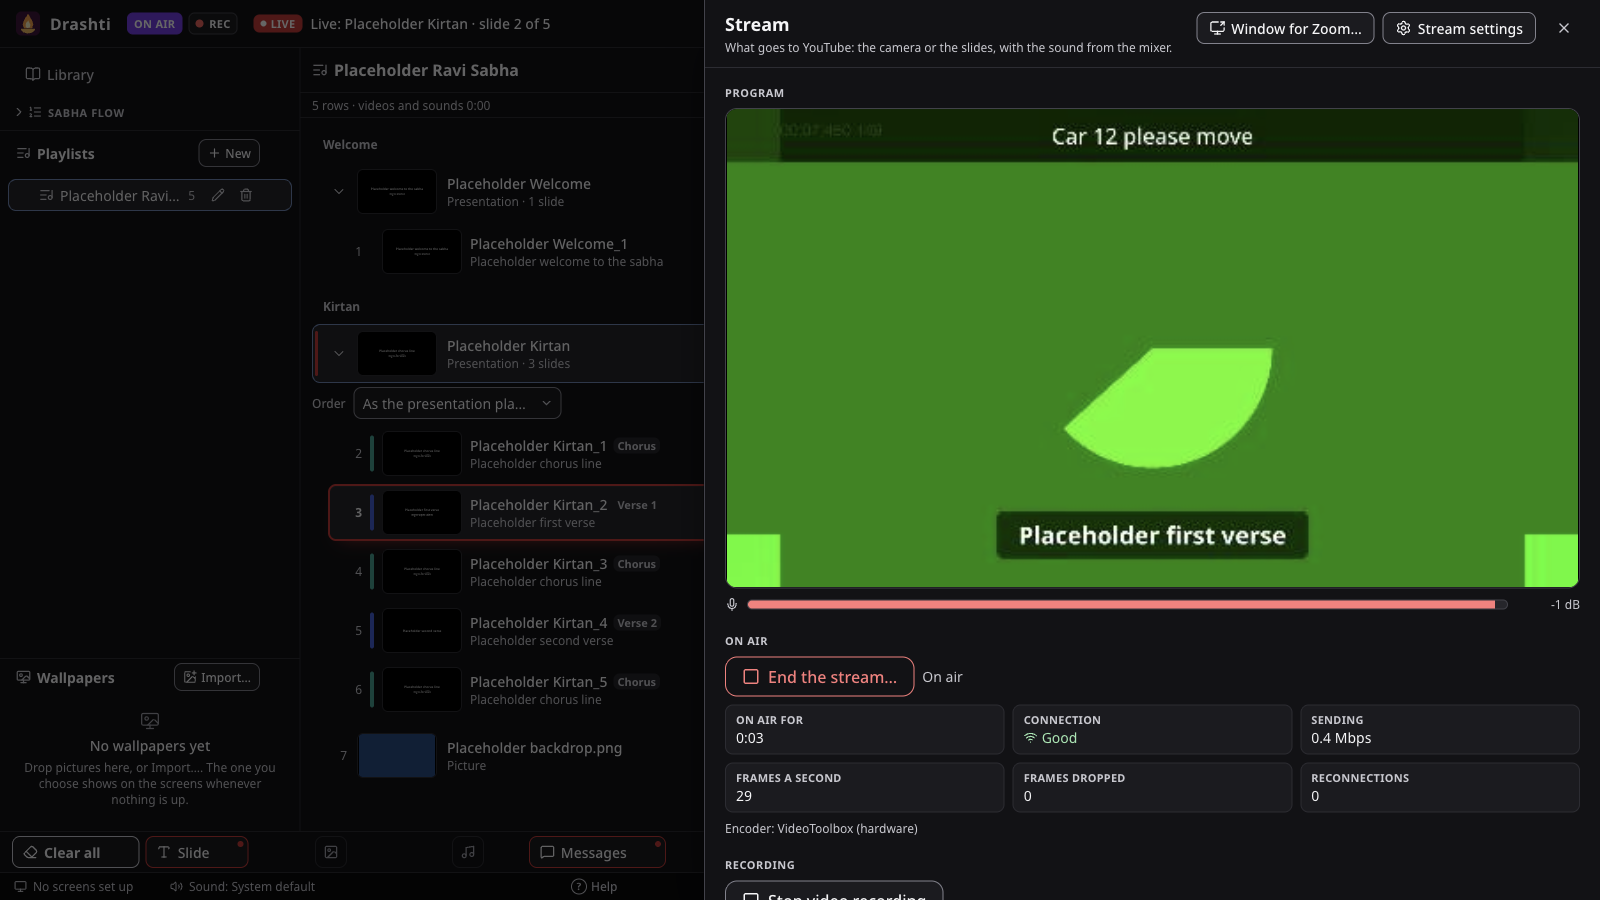 Drashti
ON AIR
REC
LIVE
Live: Placeholder Kirtan · slide 2 of 5
Library
SABHA FLOW
Playlists
New
Placeholder Ravi...
5
Wallpapers
Import...
No wallpapers yet
Drop pictures here, or Import.... The one you
choose shows on the screens whenever
nothing is up.
Placeholder Ravi Sabha
5 rows · videos and sounds 0:00
Welcome
Placeholder Welcome
Presentation · 1 slide
1
Placeholder Welcome_1
Placeholder welcome to the sabha
Kirtan
Placeholder Kirtan
Presentation · 3 slides
Order
As the presentation pla...
2
Placeholder Kirtan_1
Chorus
Placeholder chorus line
3
Placeholder Kirtan_2
Verse 1
Placeholder first verse
4
Placeholder Kirtan_3
Chorus
Placeholder chorus line
5
Placeholder Kirtan_4
Verse 2
Placeholder second verse
6
Placeholder Kirtan_5
Chorus
Placeholder chorus line
7
Placeholder backdrop.png
Picture
Clear all
Slide
Messages
No screens set up
Sound: System default
Help
Stream
What goes to YouTube: the camera or the slides, with the sound from the mixer.
Window for Zoom...
Stream settings
PROGRAM
Car 12 please move
Placeholder first verse
-1 dB
ON AIR
End the stream...
On air
ON AIR FOR
0:03
CONNECTION
Good
SENDING
0.4 Mbps
FRAMES A SECOND
29
FRAMES DROPPED
0
RECONNECTIONS
0
Encoder: VideoToolbox (hardware)
RECORDING
Stop video recording